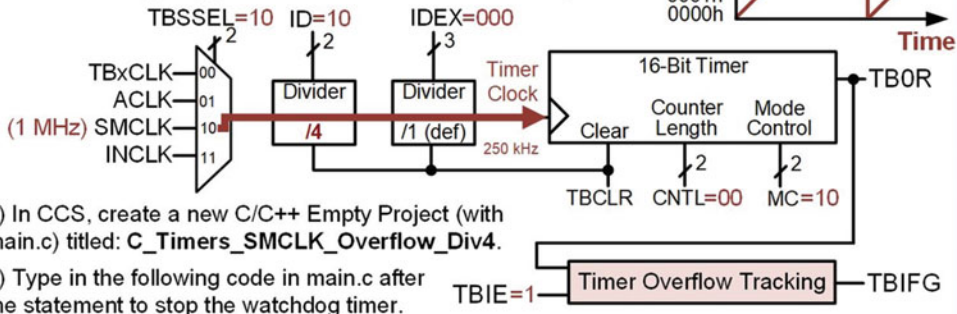 TBSSEL=10 ID=10 IDEX=000
2 2 3
0000h
Time
TBxCLK 00
ACLK 01
(1 MHz) SMCLK 10
INCLK 11
Divider
/4
Divider
/1 (def)
Timer
Clock
250 kHz
16-Bit Timer
Clear
Counter
Length
Mode
Control
TB0R
2 2
TBCLR CNTL=00 MC=10
) In CCS, create a new C/C++ Empty Project (with
main.c) titled: C_Timers_SMCLK_Overflow_Div4.
) Type in the following code in main.c after
ne statement to stop the watchdog timer.
TBIE=1
Timer Overflow Tracking
TBIFG